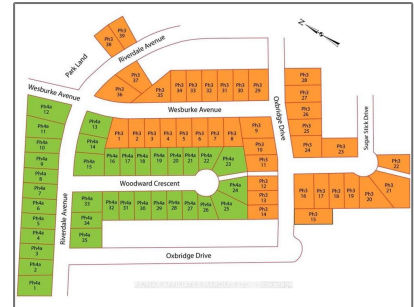 N
Ph3
39
Ph3
38
Riverdale Avenue
Park Land
Ph3
37
Ph3
36
Ph3
35
Ph3
34
Ph3
33
Ph3
32
Ph3
31
Ph3
30
Ph3
29
Ph3
28
Ph3
27
Ph3
26
Ph3
25
Ph3
24
Ph3
23
Sugar Stick Drive
Ph3
22
Ph3
21
Ph3
20
Ph3
19
Ph3
18
Ph3
17
Ph3
16
Ph3
15
Oxbridge Drive
Wesburke Avenue
Wesburke Avenue
Ph4a
12
Ph4a
11
Ph4a
10
Ph4a
9
Ph4a
8
Ph4a
7
Ph4a
6
Ph4a
5
Ph4a
4
Ph4a
3
Ph4a
2
Ph4a
1
Riverdale Avenue
Ph4a
13
Ph4a
14
Ph4a
15
Ph3
1
Ph3
2
Ph3
3
Ph3
4
Ph3
5
Ph3
6
Ph3
7
Ph3
8
Ph3
9
Ph3
10
Ph3
11
Ph4a
16
Ph4a
17
Ph4a
18
Ph4a
19
Ph4a
20
Ph4a
21
Ph4a
22
Ph4a
23
Woodward Crescent
Ph4a
24
Ph4a
25
Ph4a
26
Ph4a
27
Ph4a
28
Ph4a
29
Ph4a
30
Ph4a
31
Ph4a
32
Ph4a
33
Ph4a
34
Ph4a
35
Ph3
12
Ph3
13
Ph3
14
Oxbridge Drive